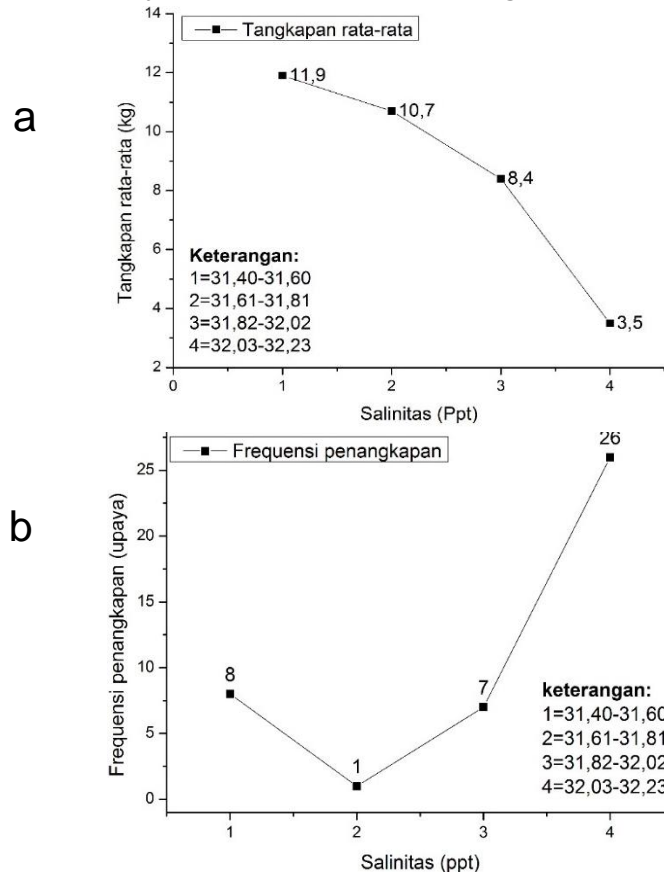 a
Tangkapan rata-rata
Tangkapan rata-rata (kg)
14
12
10
8
6
4
2
11,9
10,7
8,4
3,5
Keterangan:
1=31,40-31,60
2=31,61-31,81
3=31,82-32,02
4=32,03-32,23
0 1 2 3 4
Salinitas (Ppt)
b
Frequensi penangkapan
Frequensi penangkapan (upaya)
25
20
15
10
5
0
8
1
7
26
keterangan:
1=31,40-31,60
2=31,61-31,81
3=31,82-32,02
4=32,03-32,23
1 2 3 4
Salinitas (ppt)